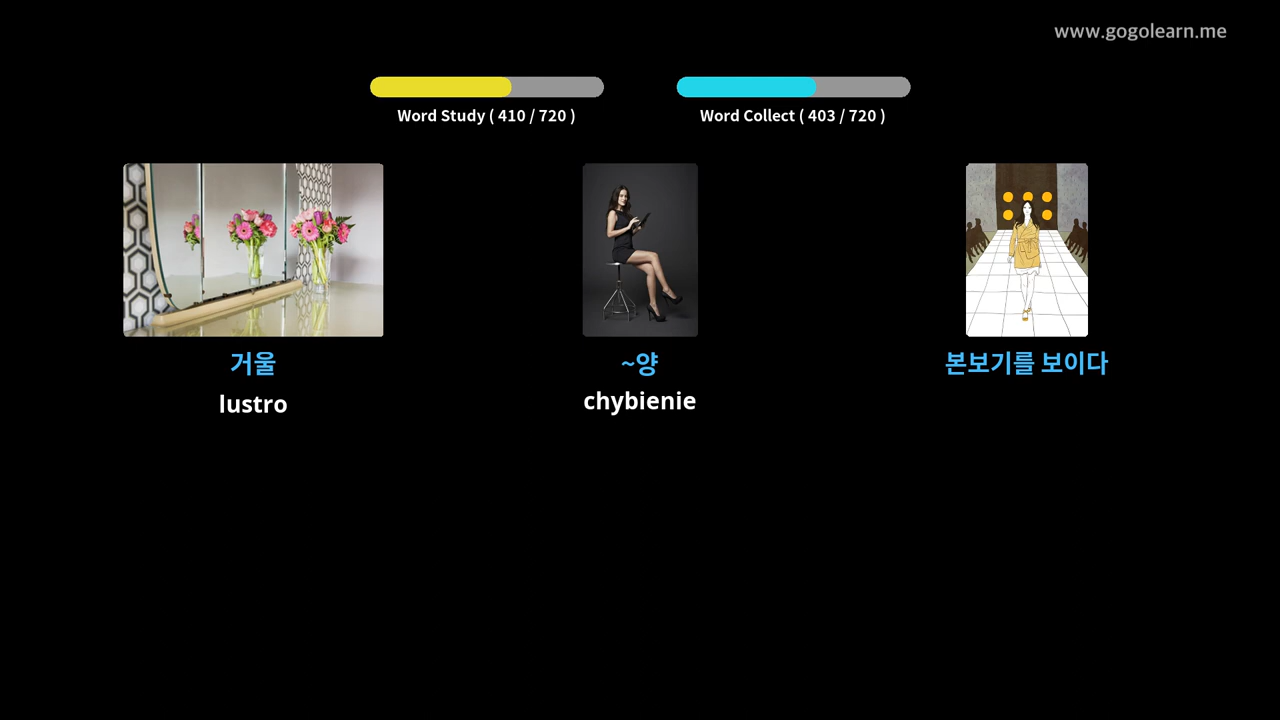 www.gogolearn.me
Word Study ( 410 / 720 )
Word Collect ( 403 / 720 )
거울
lustro
~양
chybienie
본보기를 보이다